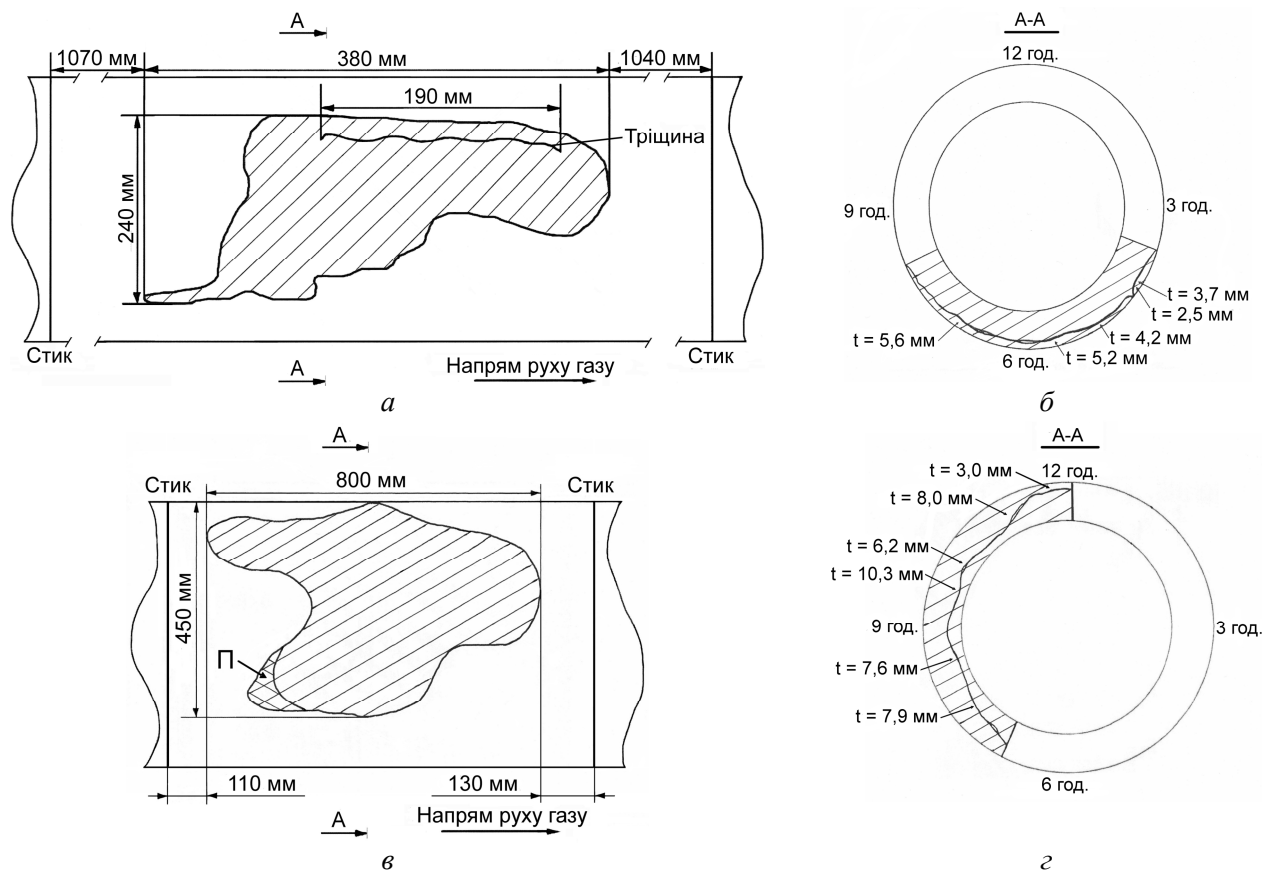 А
1070 мм
380 мм
1040 мм
190 мм
Тріщина
240 мм
Стик
А
Напрям руху газу
Стик
а
А-А
12 год.
9 год.
3 год.
t = 3,7 мм
t = 2,5 мм
t = 4,2 мм
t = 5,2 мм
t = 5,6 мм
6 год.
б
А
Стик
800 мм
Стик
450 мм
П
110 мм
130 мм
А
Напрям руху газу
в
А-А
12 год.
t = 3,0 мм
t = 8,0 мм
t = 6,2 мм
t = 10,3 мм
9 год.
3 год.
t = 7,6 мм
t = 7,9 мм
6 год.
г